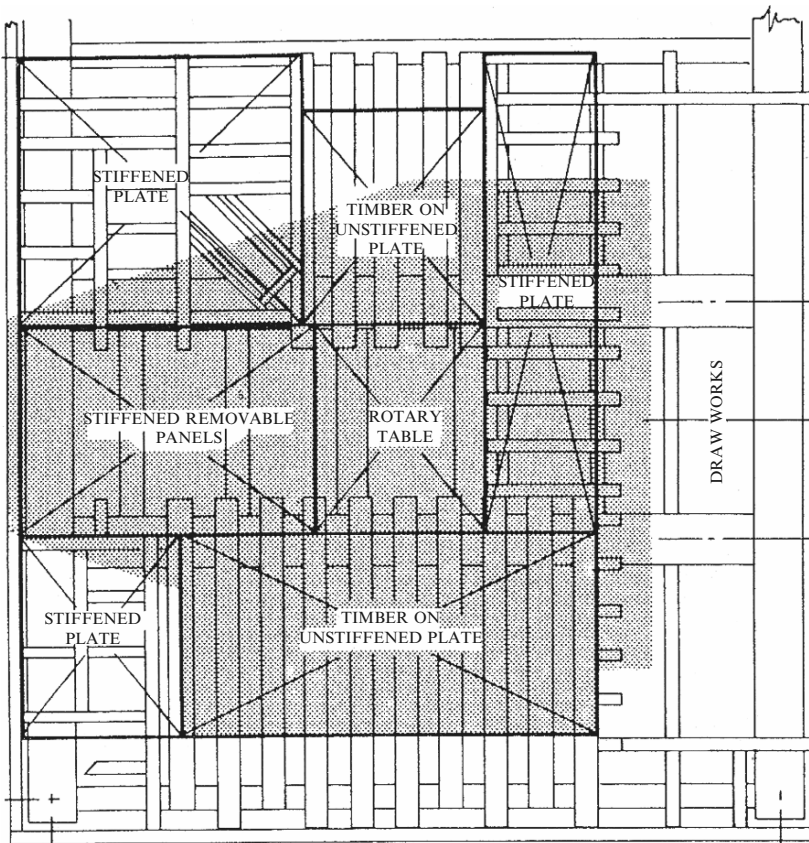 STIFFENED
PLATE
TIMBER ON
UNSTIFFENED
PLATE
STIFFENED
PLATE
STIFFENED REMOVABLE
PANELS
ROTARY
TABLE
DRAW WORKS
STIFFENED
PLATE
TIMBER ON
UNSTIFFENED PLATE